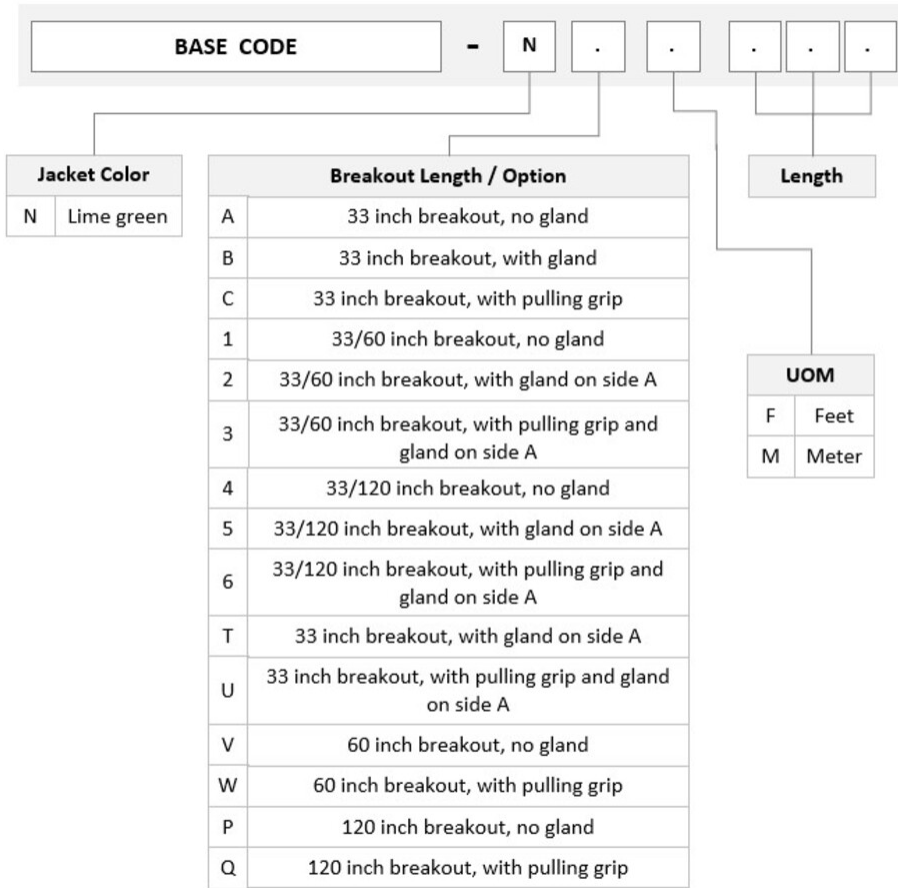 BASE CODE - N . . . . .
Jacket Color
N Lime green
Breakout Length / Option
A 33 inch breakout, no gland
B 33 inch breakout, with gland
C 33 inch breakout, with pulling grip
1 33/60 inch breakout, no gland
2 33/60 inch breakout, with gland on side A
3 33/60 inch breakout, with pulling grip and
gland on side A
4 33/120 inch breakout, no gland
5 33/120 inch breakout, with gland on side A
6 33/120 inch breakout, with pulling grip and
gland on side A
T 33 inch breakout, with gland on side A
U 33 inch breakout, with pulling grip and gland
on side A
V 60 inch breakout, no gland
W 60 inch breakout, with pulling grip
P 120 inch breakout, no gland
Q 120 inch breakout, with pulling grip
Length
UOM
F Feet
M Meter